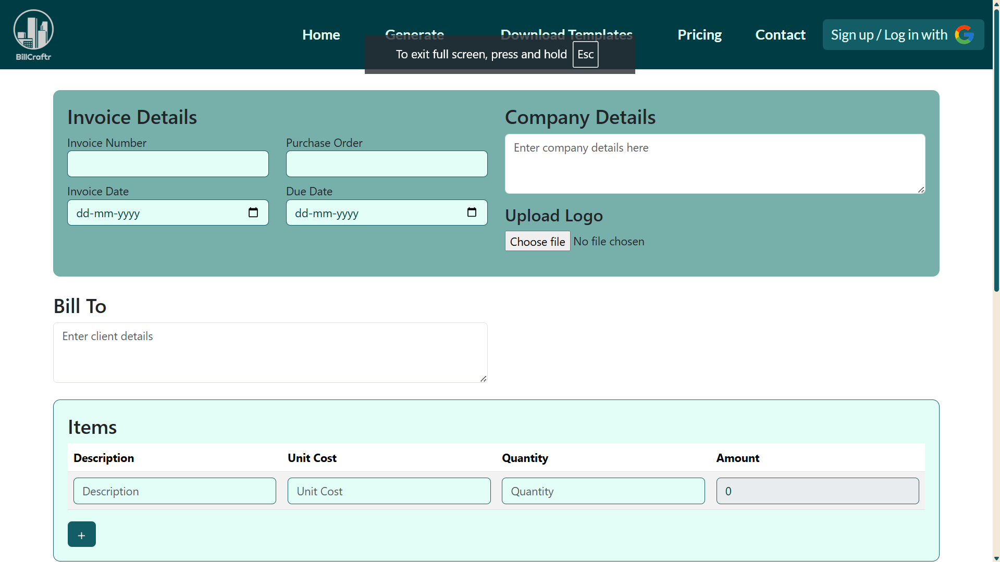 BillCraftr
Home Generate Download Templates Pricing Contact Sign up / Log in with
To exit full screen, press and hold Esc
Invoice Details
Invoice Number
Purchase Order
Invoice Date
dd-mm-yyyy
Due Date
dd-mm-yyyy
Company Details
Enter company details here
Upload Logo
Choose file No file chosen
Bill To
Enter client details
Items
Description Unit Cost Quantity Amount
Description Unit Cost Quantity 0
+